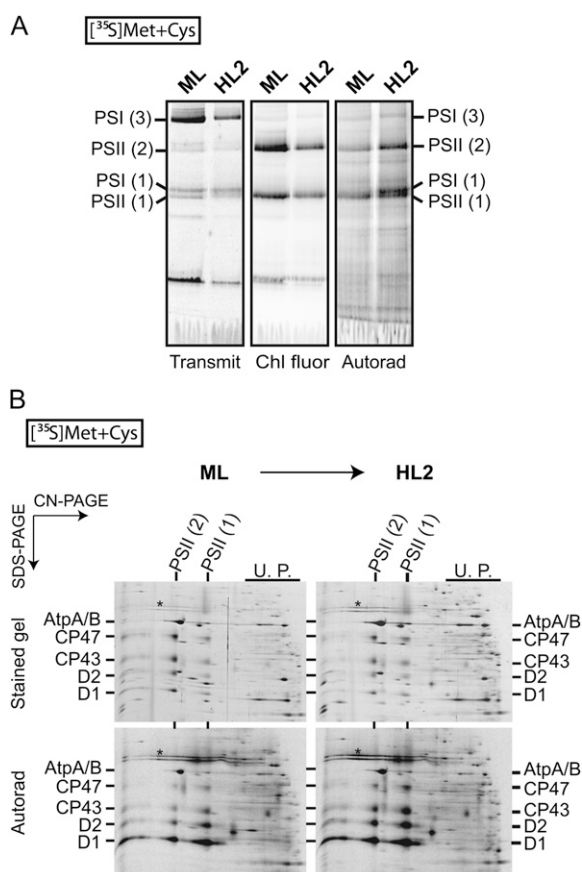 A
[³⁵S]Met+Cys
ML HL2 ML HL2 ML HL2
PSI (3) PSI (3)
PSII (2) PSII (2)
PSI (1) PSI (1)
PSII (1) PSII (1)
Transmit Chl fluor Autorad
B
[³⁵S]Met+Cys
ML HL2
CN-PAGE
SDS-PAGE
PSII (2) PSII (1) U. P. PSII (2) PSII (1) U. P.
* *
Stained gel
AtpA/B AtpA/B
CP47 CP47
CP43 CP43
D2 D2
D1 D1
* *
Autorad
AtpA/B AtpA/B
CP47 CP47
CP43 CP43
D2 D2
D1 D1